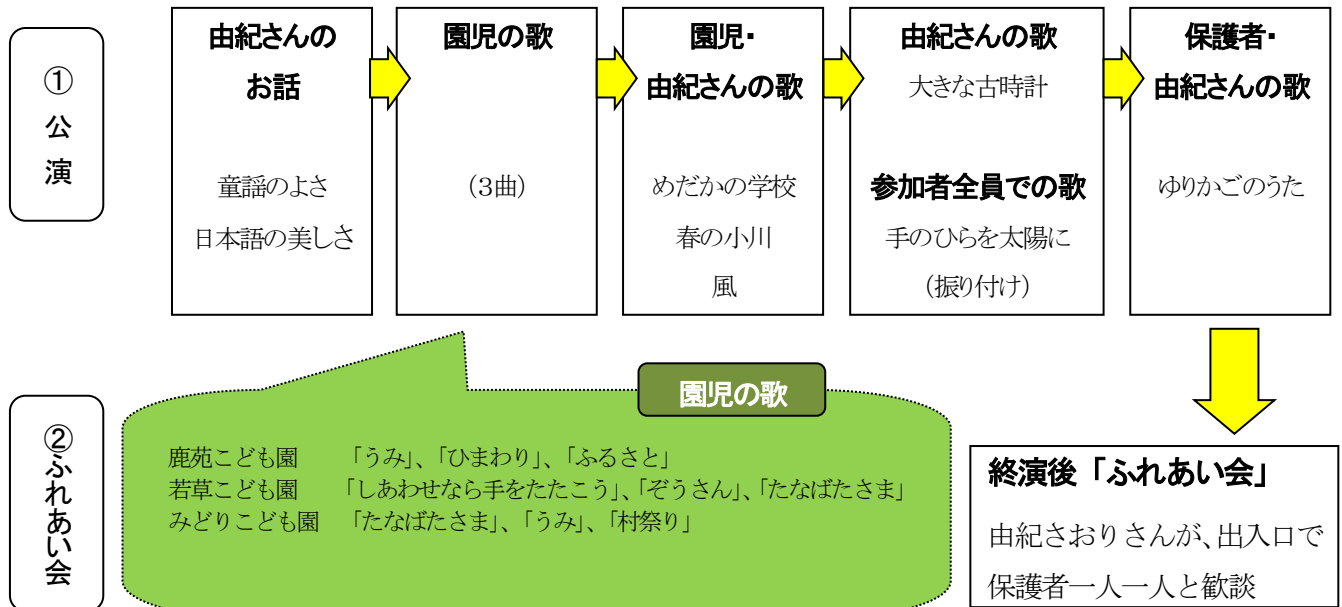 ①
公
演
由紀さんの
お話
童謡のよさ
日本語の美しさ
園児の歌
(3曲)
園児・
由紀さんの歌
めだかの学校
春の小川
風
由紀さんの歌
大きな古時計
参加者全員での歌
手のひらを太陽に
(振り付け)
保護者・
由紀さんの歌
ゆりかごのうた
②ふれあい会
園児の歌
鹿苑こども園 「うみ」、「ひまわり」、「ふるさと」
若草こども園 「しあわせなら手をたたこう」、「ぞうさん」、「たなばたさま」
みどりこども園 「たなばたさま」、「うみ」、「村祭り」
終演後「ふれあい会」
由紀さおりさんが、出入口で
保護者一人一人と歓談